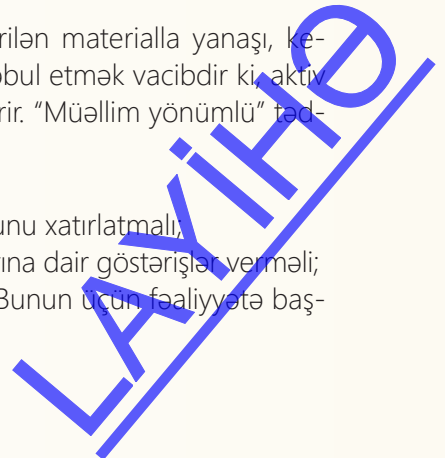 rilən materialla yanaşı, ke-
əbul etmək vacibdir ki, aktiv
rir. “Müəllim yönümlü” təd-
unu xatırlatmalı;
ına dair göstərişlər verməli;
Bunun üçün fəaliyyətə baş-
LAYİHƏ